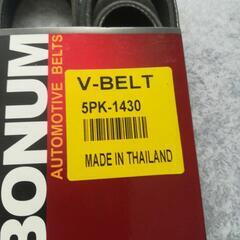 BONUM
AUTOMOTIVE BELTS
V-BELT
5PK-1430
MADE IN THAILAND